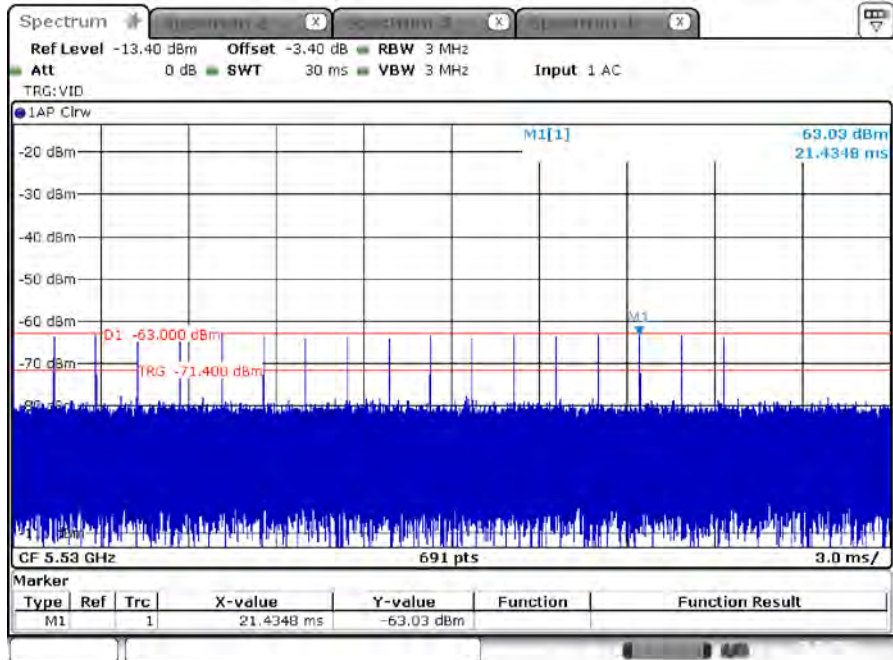 Spectrum
Ref Level -13.40 dBm Offset -3.40 dB RBW 3 MHz
Att 0 dB SWT 30 ms VBW 3 MHz Input 1 AC
TRG:VID
1AP Clrw
M1[1] -63.03 dBm
21.4348 ms
-20 dBm
-30 dBm
-40 dBm
-50 dBm
-60 dBm
M1
D1 -63.000 dBm
-70 dBm
TRG -71.400 dBm
CF 5.53 GHz 691 pts 3.0 ms/
Marker
Type Ref Trc X-value Y-value Function Function Result
M1 1 21.4348 ms -63.03 dBm